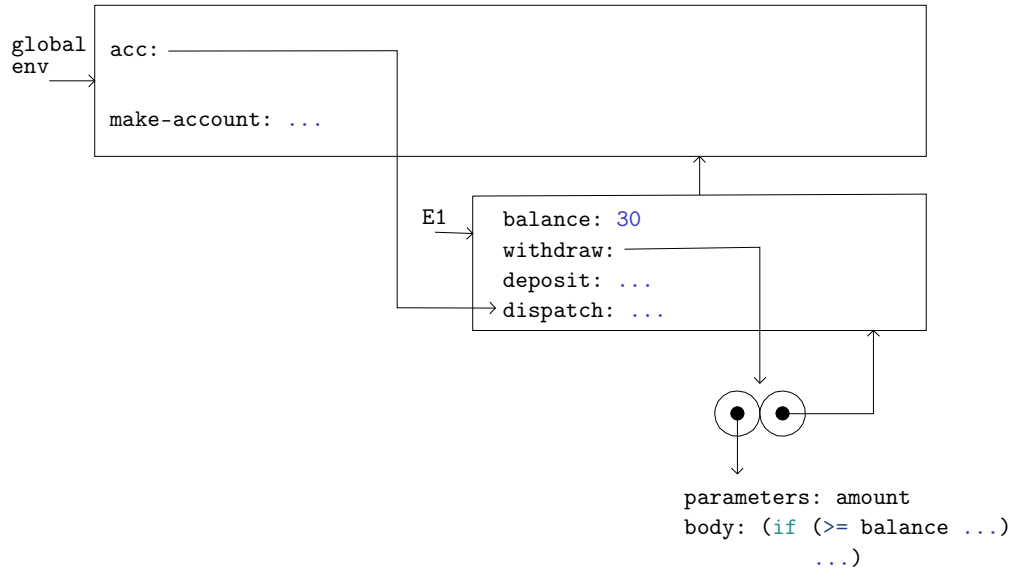 global
env
acc:
make-account: ...
E1
balance: 30
withdraw:
deposit: ...
dispatch: ...
parameters: amount
body: (if (>= balance ...)
...)